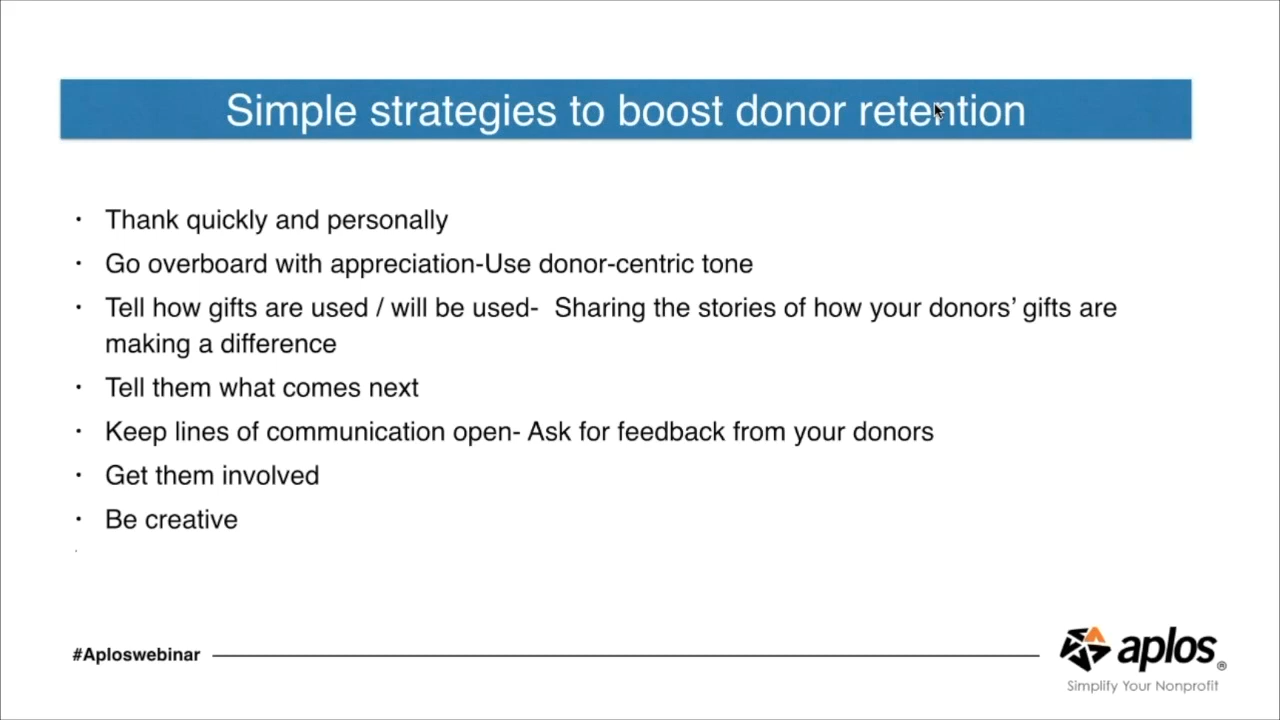 Simple strategies to boost donor retention
· Thank quickly and personally
· Go overboard with appreciation-Use donor-centric tone
· Tell how gifts are used / will be used-  Sharing the stories of how your donors’ gifts are
making a difference
· Tell them what comes next
· Keep lines of communication open- Ask for feedback from your donors
· Get them involved
· Be creative
#Aploswebinar
aplos®
Simplify Your Nonprofit